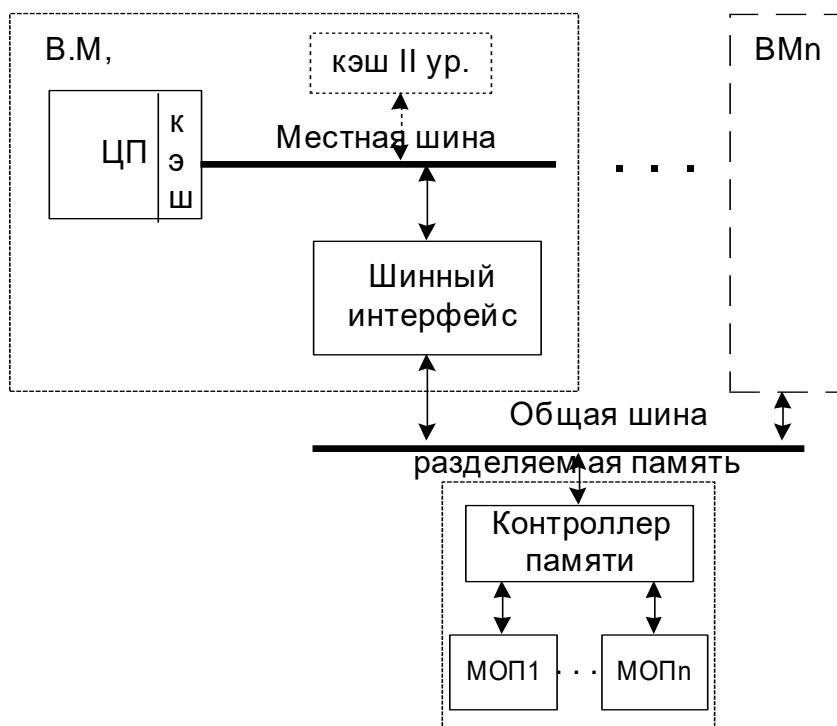 В.М,
кэш II ур.
ВМn
ЦП
к
э
ш
Местная шина
. . .
Шинный
интерфейс
Общая шина
разделяемая память
Контроллер
памяти
МОП1 . . . МОПn